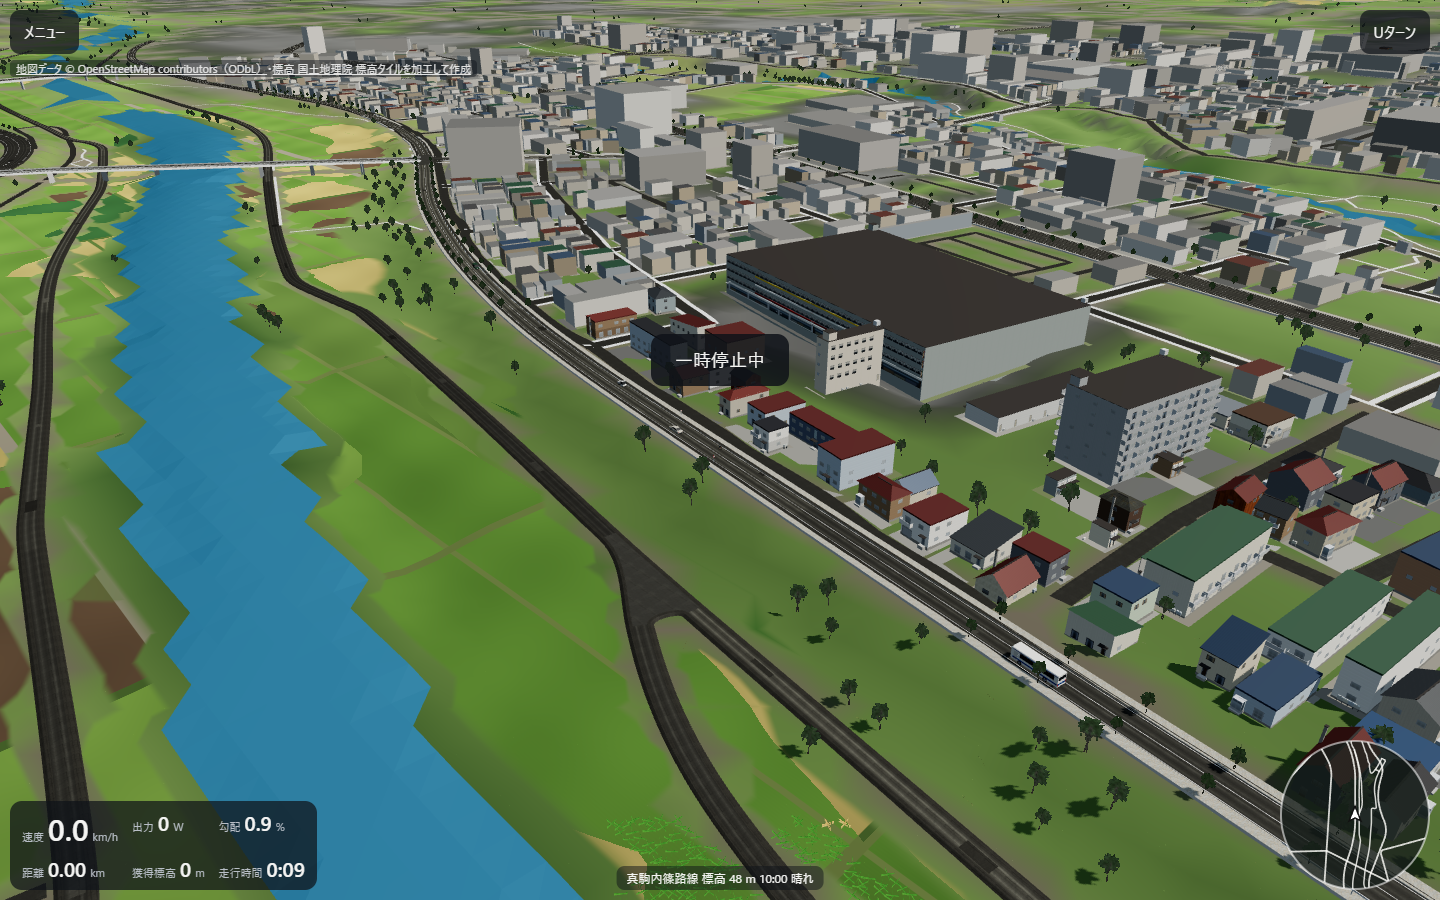 メニュー
Uターン
地図データ © OpenStreetMap contributors（ODbL）・標高 国土地理院 標高タイルを加工して作成
一時停止中
速度 0.0 km/h 出力 0 W 勾配 0.9 %
距離 0.00 km 獲得標高 0 m 走行時間 0:09
真駒内篠路線 標高 48 m 10:00 晴れ